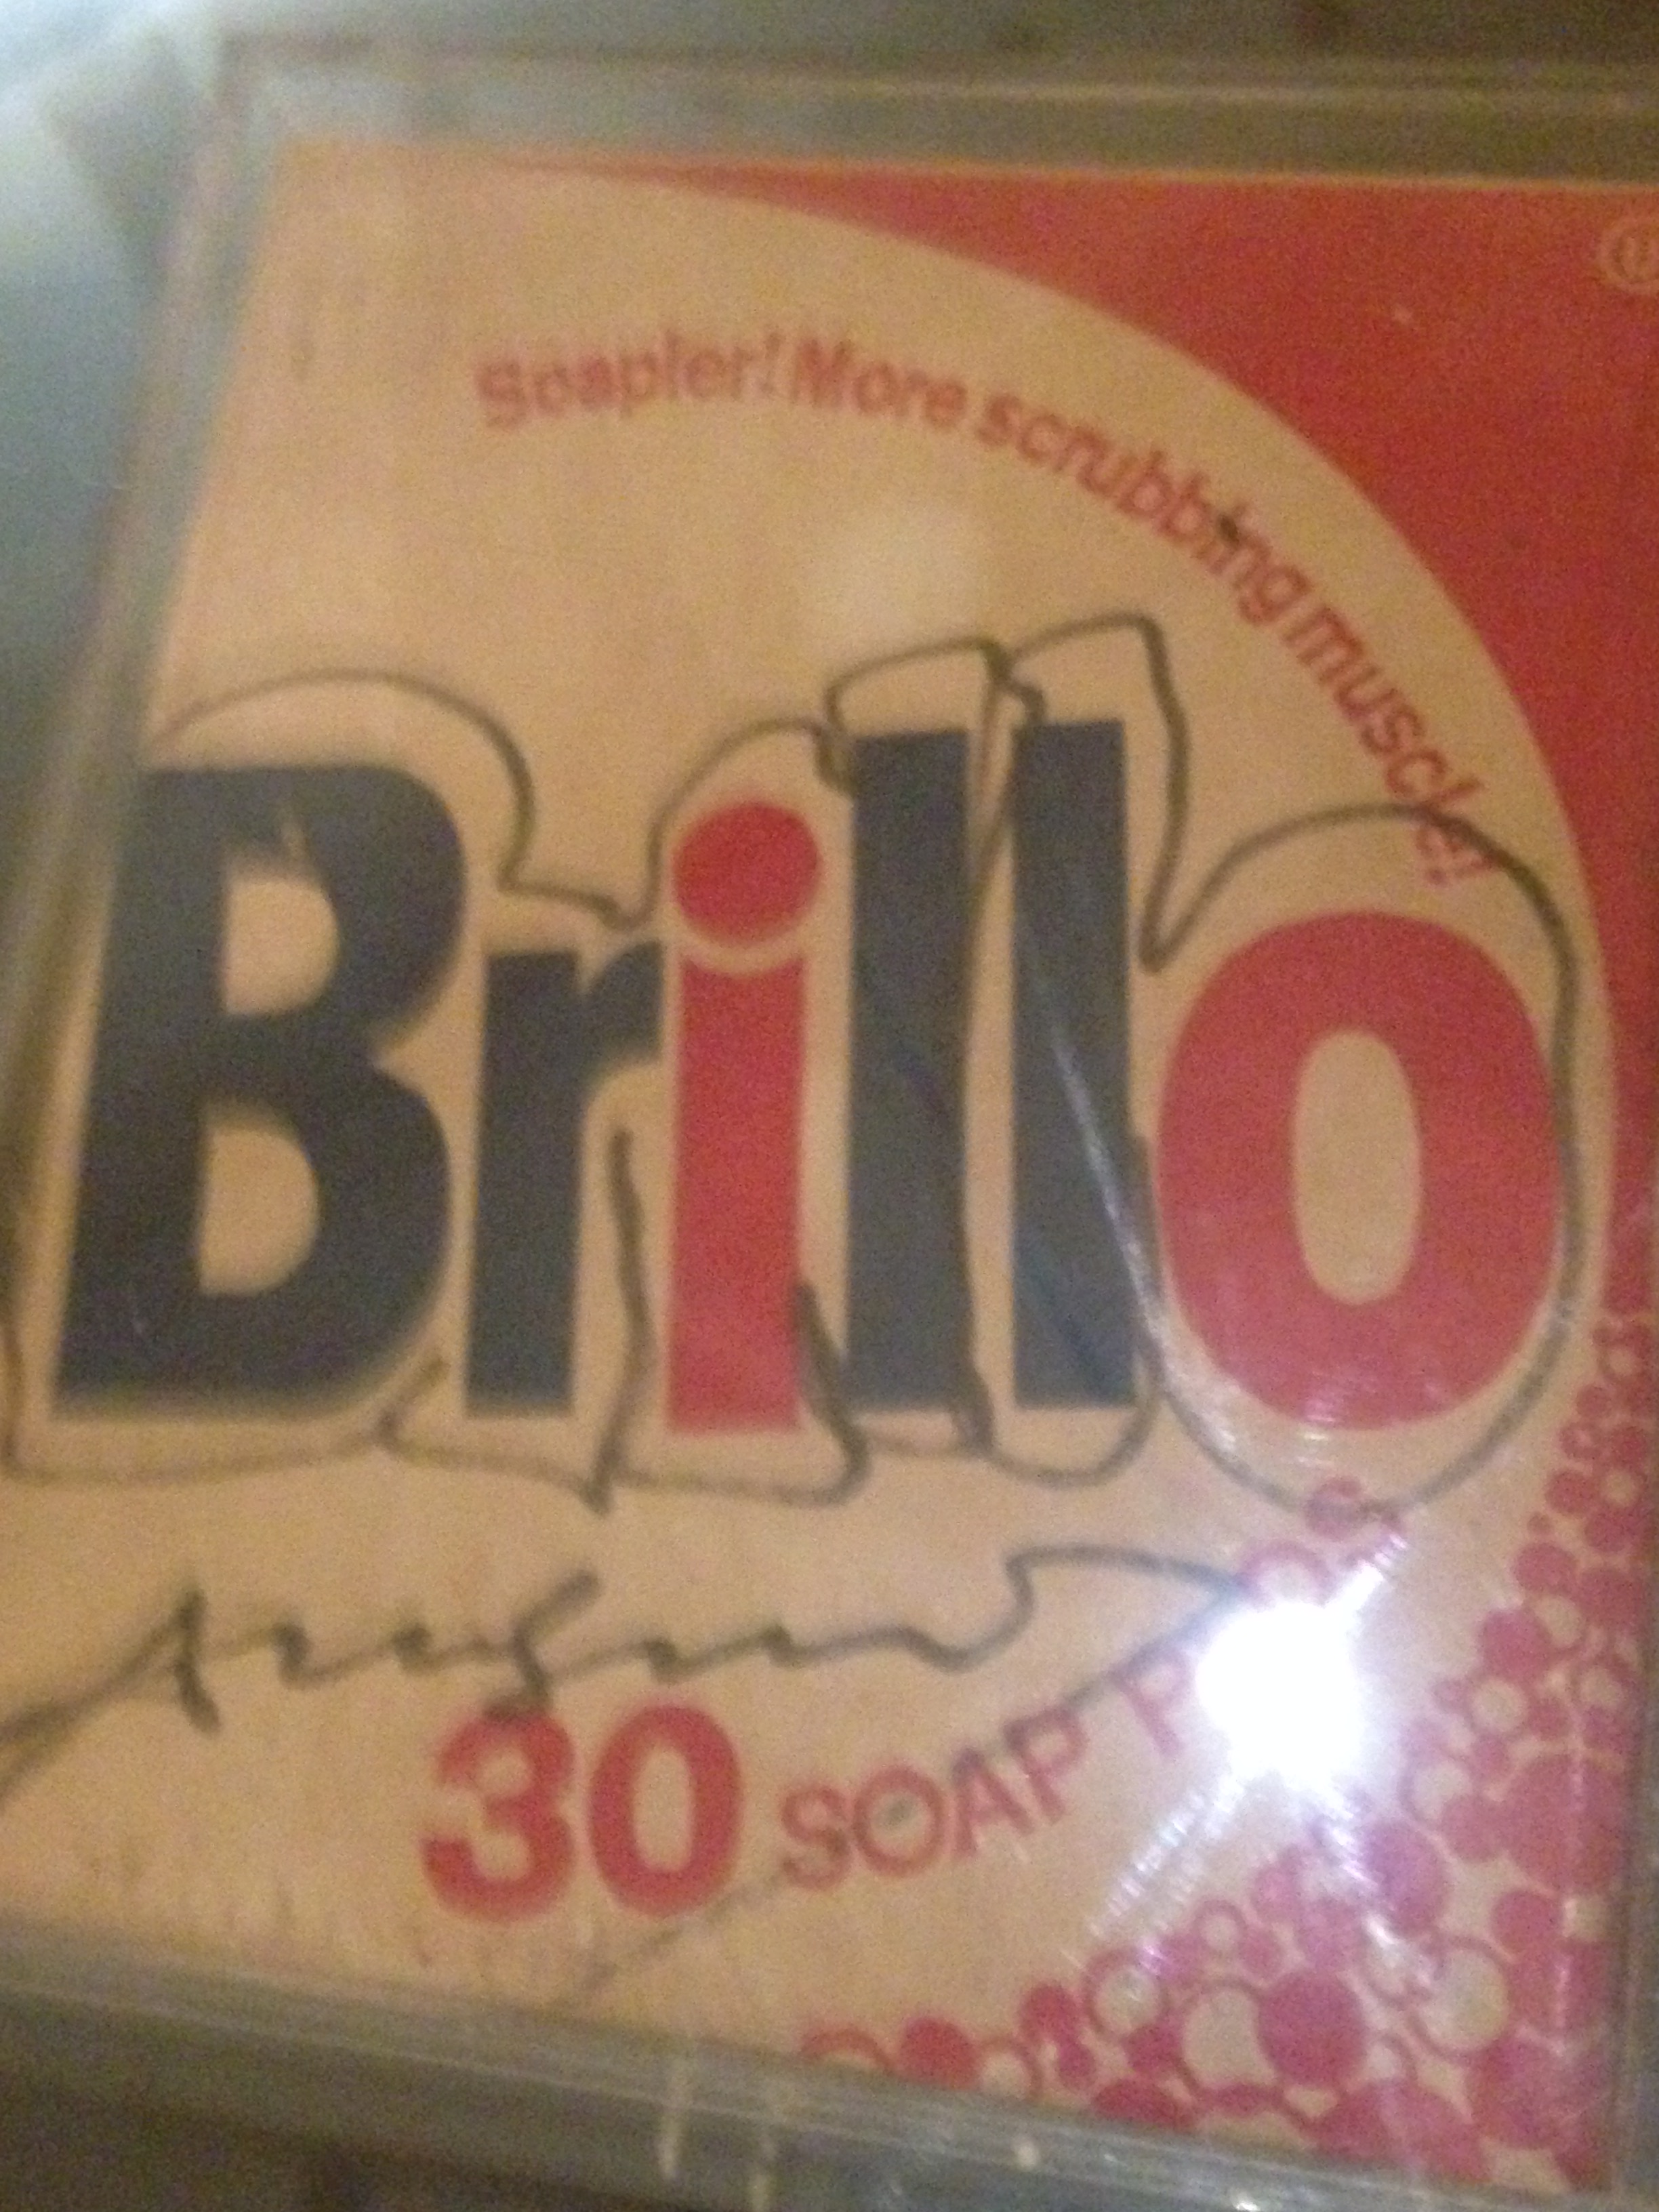 Soapier! More scrubbing muscle!!
Brillo
30 SOAP P